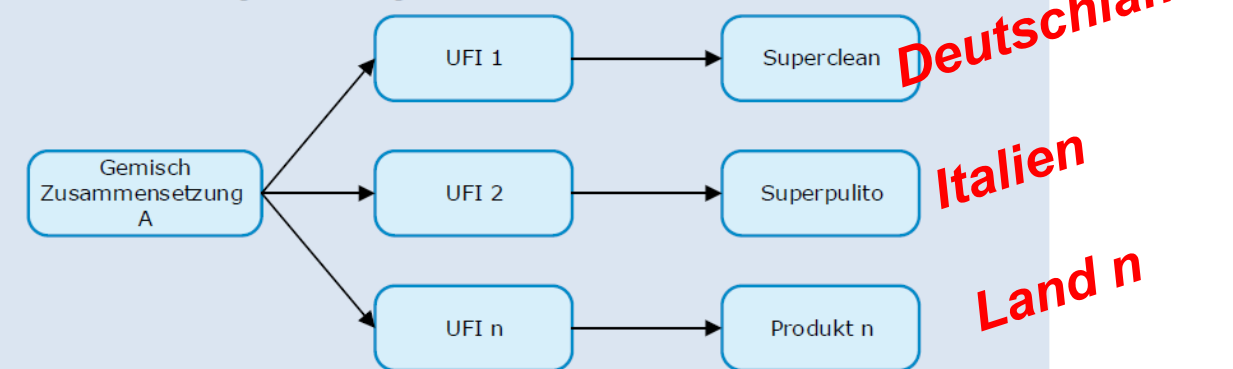 UFI 1
Superclean
Gemisch
Zusammensetzung
A
UFI 2
Superpulito
Italien
UFI n
Produkt n
Land n